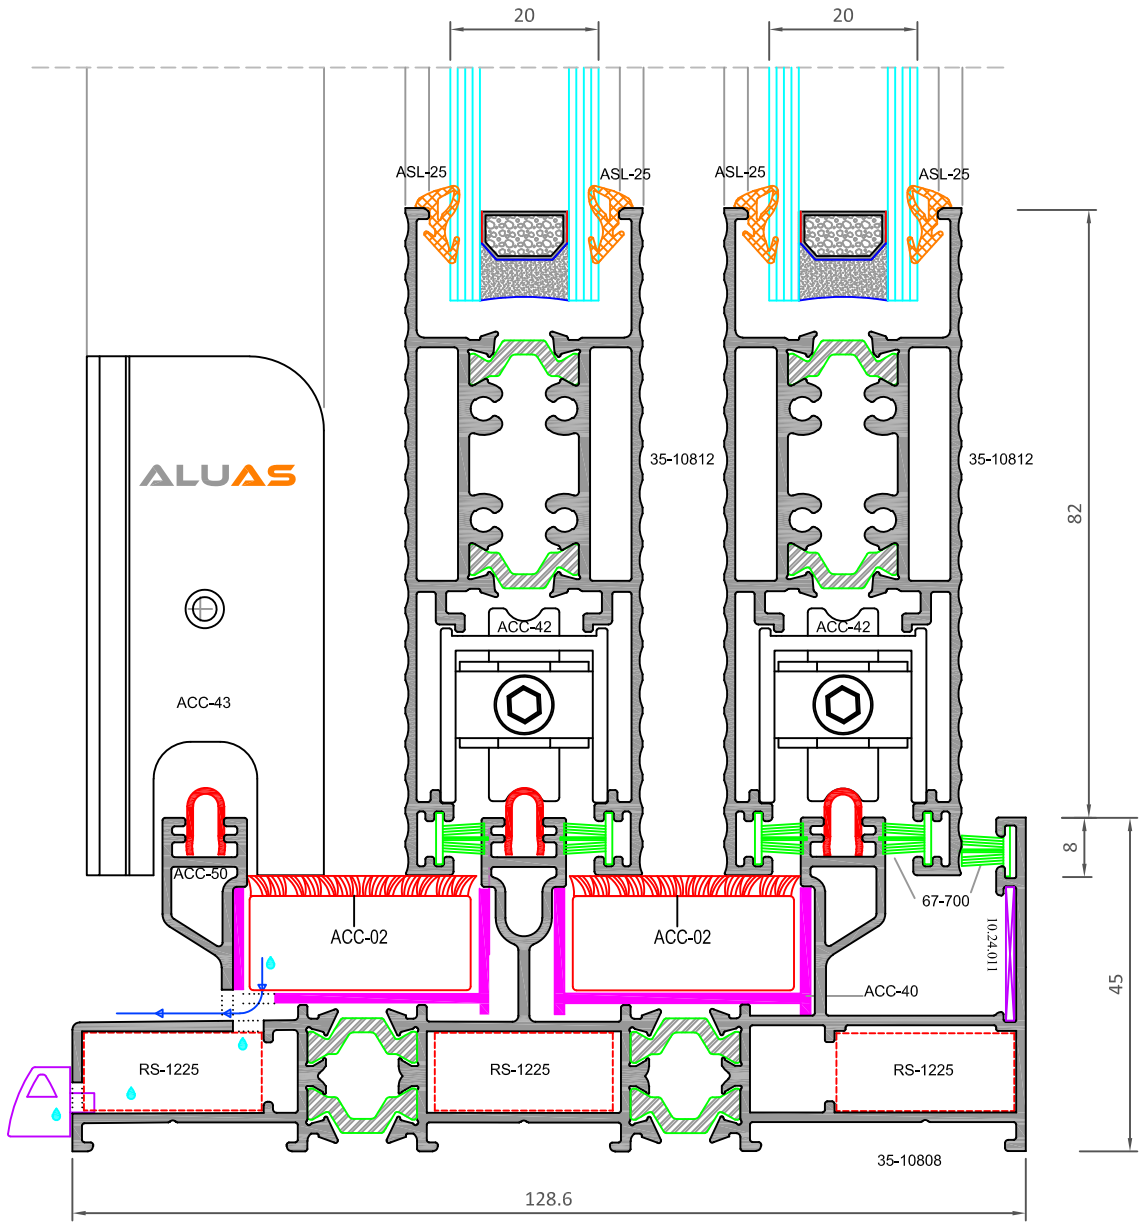 20
20
ASL-25
ASL-25
ASL-25
ASL-25
ALUAS
35-10812
35-10812
82
ACC-42
ACC-42
ACC-43
8
ACC-50
67-700
ACC-02
ACC-02
10.24.011
ACC-40
45
RS-1225
RS-1225
RS-1225
35-10808
128.6